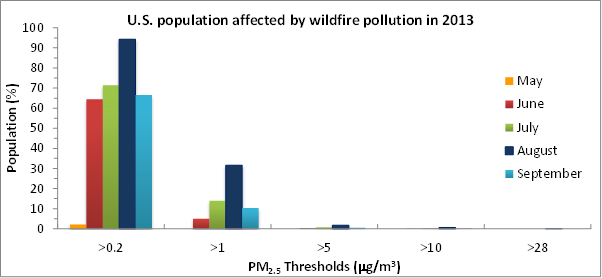 U.S. population affected by wildfire pollution in 2013
100
90
80
70
60
50
40
30
20
10
0
Population (%)
May
June
July
August
September
>0.2 >1 >5 >10 >28
PM2.5 Thresholds (µg/m³)